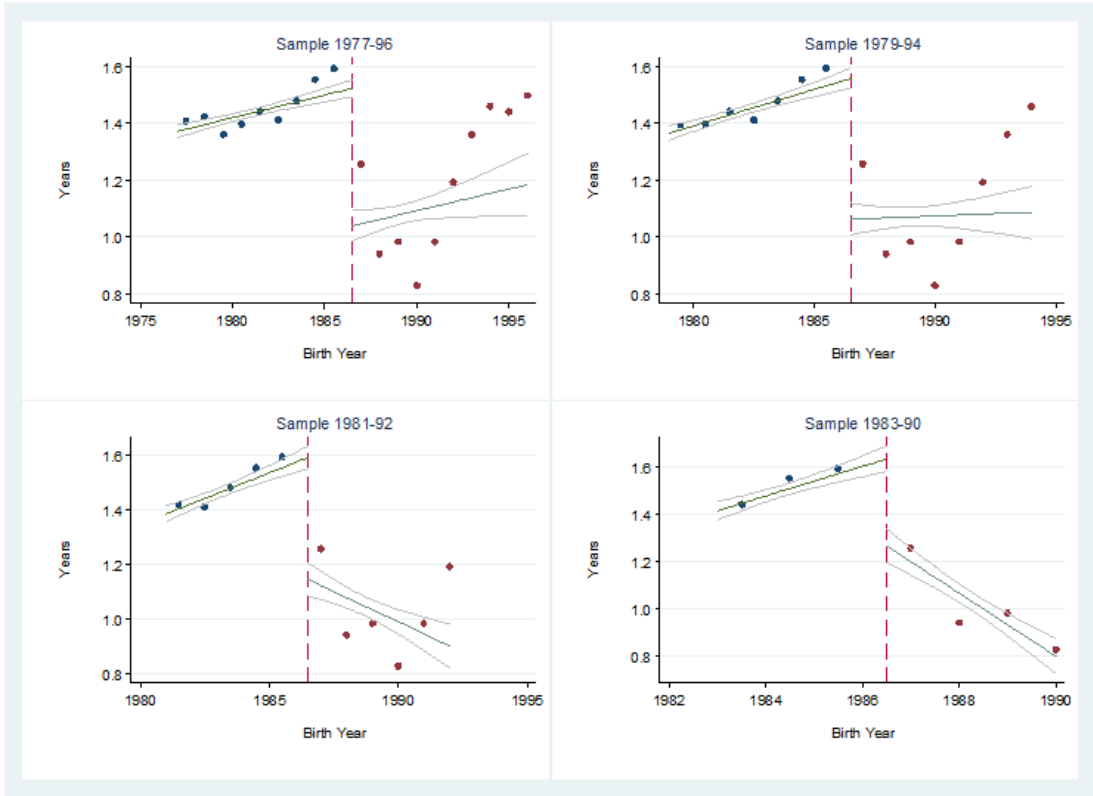 Sample 1977-96
1.6
1.4
1.2
1.0
0.8
Years
1975 1980 1985 1990 1995
Birth Year
Sample 1979-94
1.6
1.4
1.2
1.0
0.8
Years
1980 1985 1990 1995
Birth Year
Sample 1981-92
1.6
1.4
1.2
1.0
0.8
Years
1980 1985 1990 1995
Birth Year
Sample 1983-90
1.6
1.4
1.2
1.0
0.8
Years
1982 1984 1986 1988 1990
Birth Year